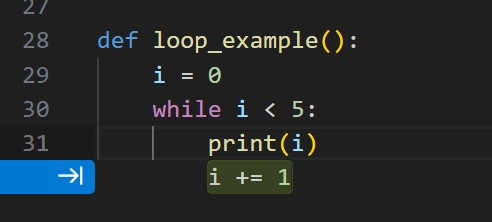 27
28 def loop_example():
29     i = 0
30     while i < 5:
31         print(i)
            i += 1